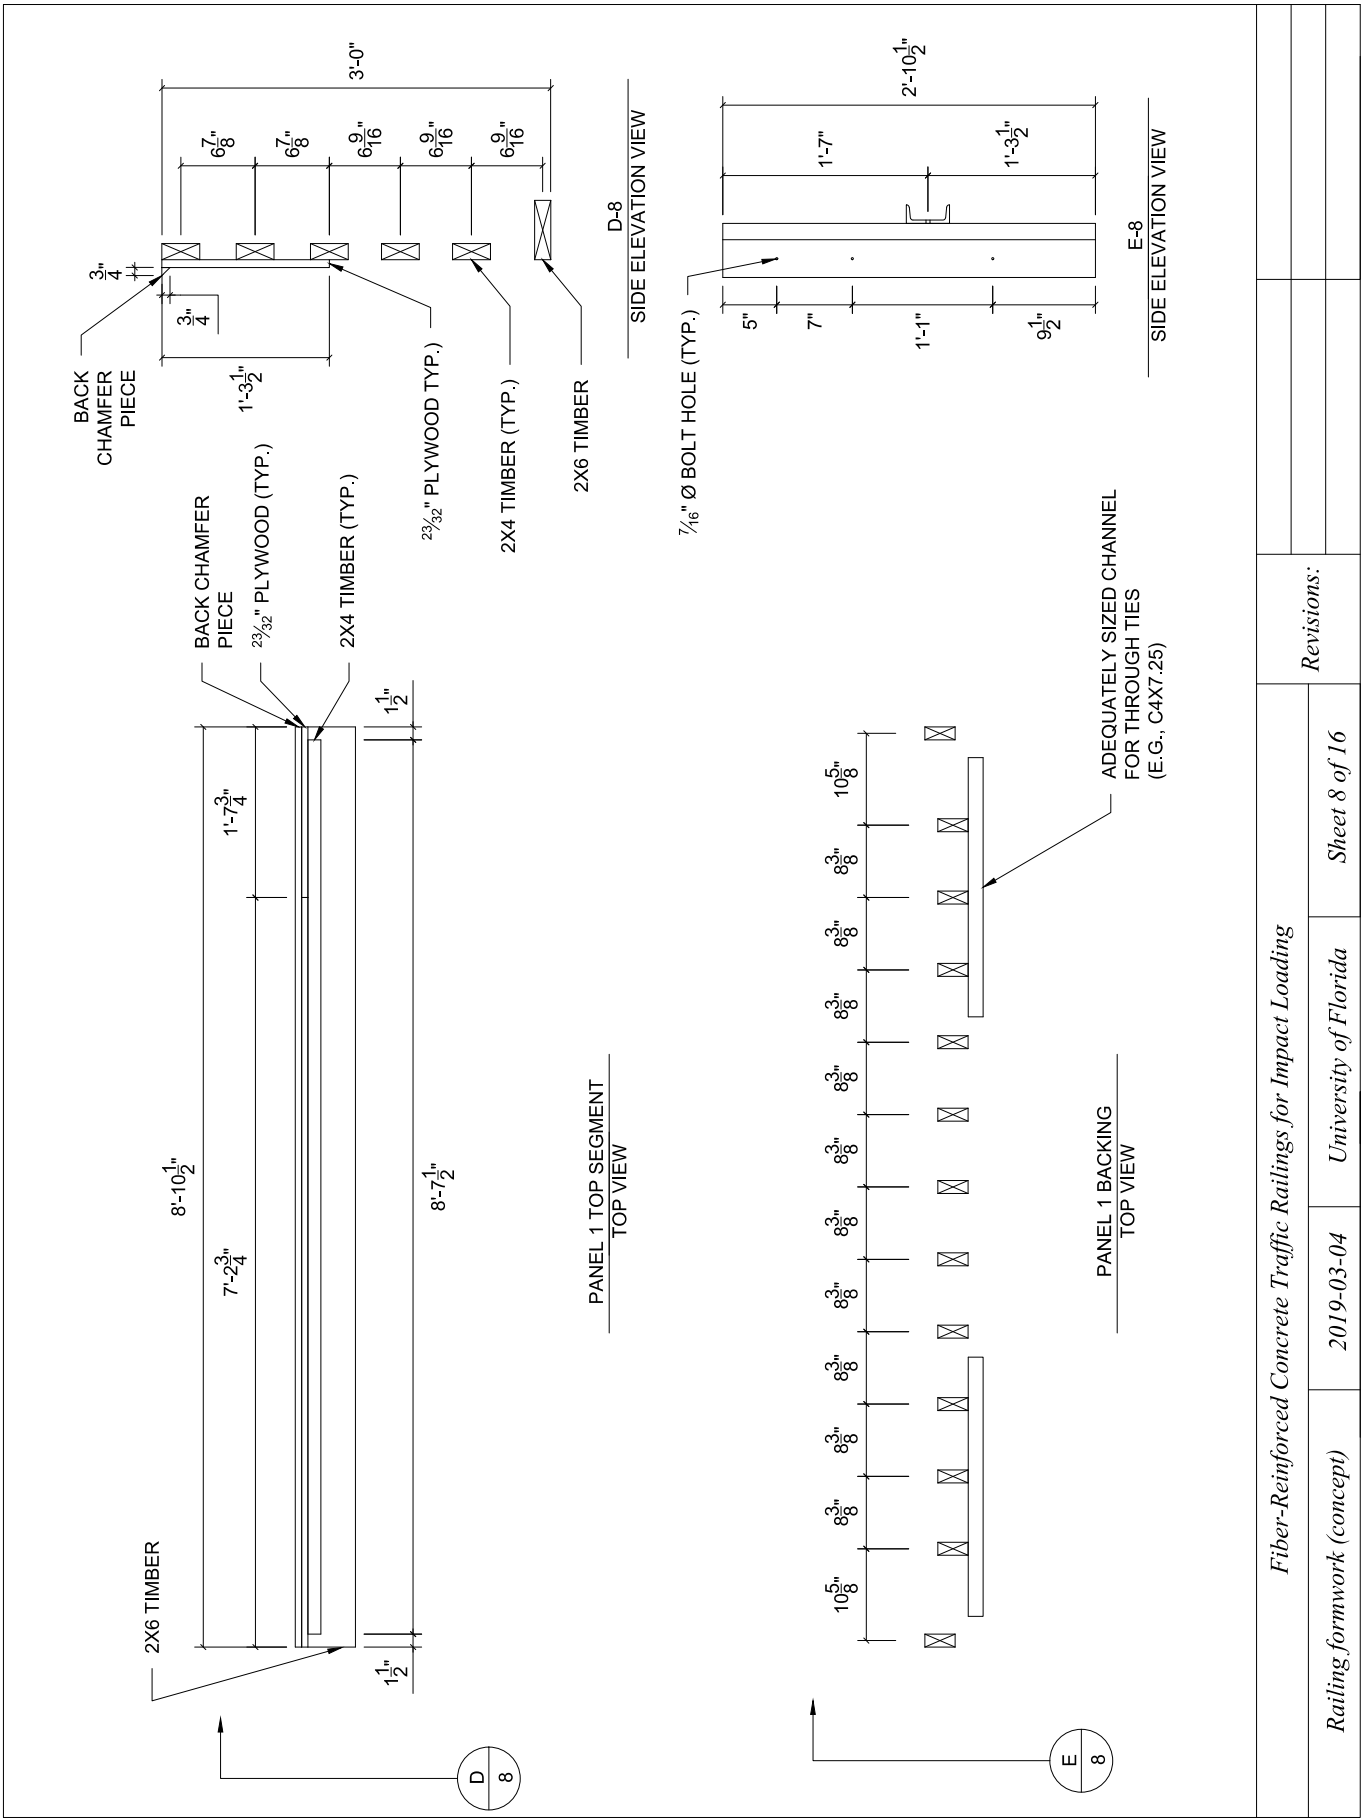 2X6 TIMBER
8'-10 1/2"
7'-2 3/4"
1'-7 3/4"
BACK CHAMFER
PIECE
23/32" PLYWOOD (TYP.)
2X4 TIMBER (TYP.)
1 1/2"
8'-7 1/2"
1 1/2"
D
8
PANEL 1 TOP SEGMENT
TOP VIEW
BACK
CHAMFER
PIECE
3/4"
3/4"
1'-3 1/2"
6 7/8"
6 7/8"
6 9/16"
6 9/16"
6 9/16"
3'-0"
23/32" PLYWOOD TYP.)
2X4 TIMBER (TYP.)
2X6 TIMBER
D-8
SIDE ELEVATION VIEW
10 5/8"
8 3/8"
8 3/8"
8 3/8"
8 3/8"
8 3/8"
8 3/8"
8 3/8"
8 3/8"
8 3/8"
8 3/8"
10 5/8"
ADEQUATELY SIZED CHANNEL
FOR THROUGH TIES
(E.G., C4X7.25)
E
8
PANEL 1 BACKING
TOP VIEW
7/16" Ø BOLT HOLE (TYP.)
2'-10 1/2"
1'-7"
1'-3 1/2"
5"
7"
1'-1"
9 1/2"
E-8
SIDE ELEVATION VIEW
Fiber-Reinforced Concrete Traffic Railings for Impact Loading
Railing formwork (concept)
2019-03-04
University of Florida
Sheet 8 of 16
Revisions: